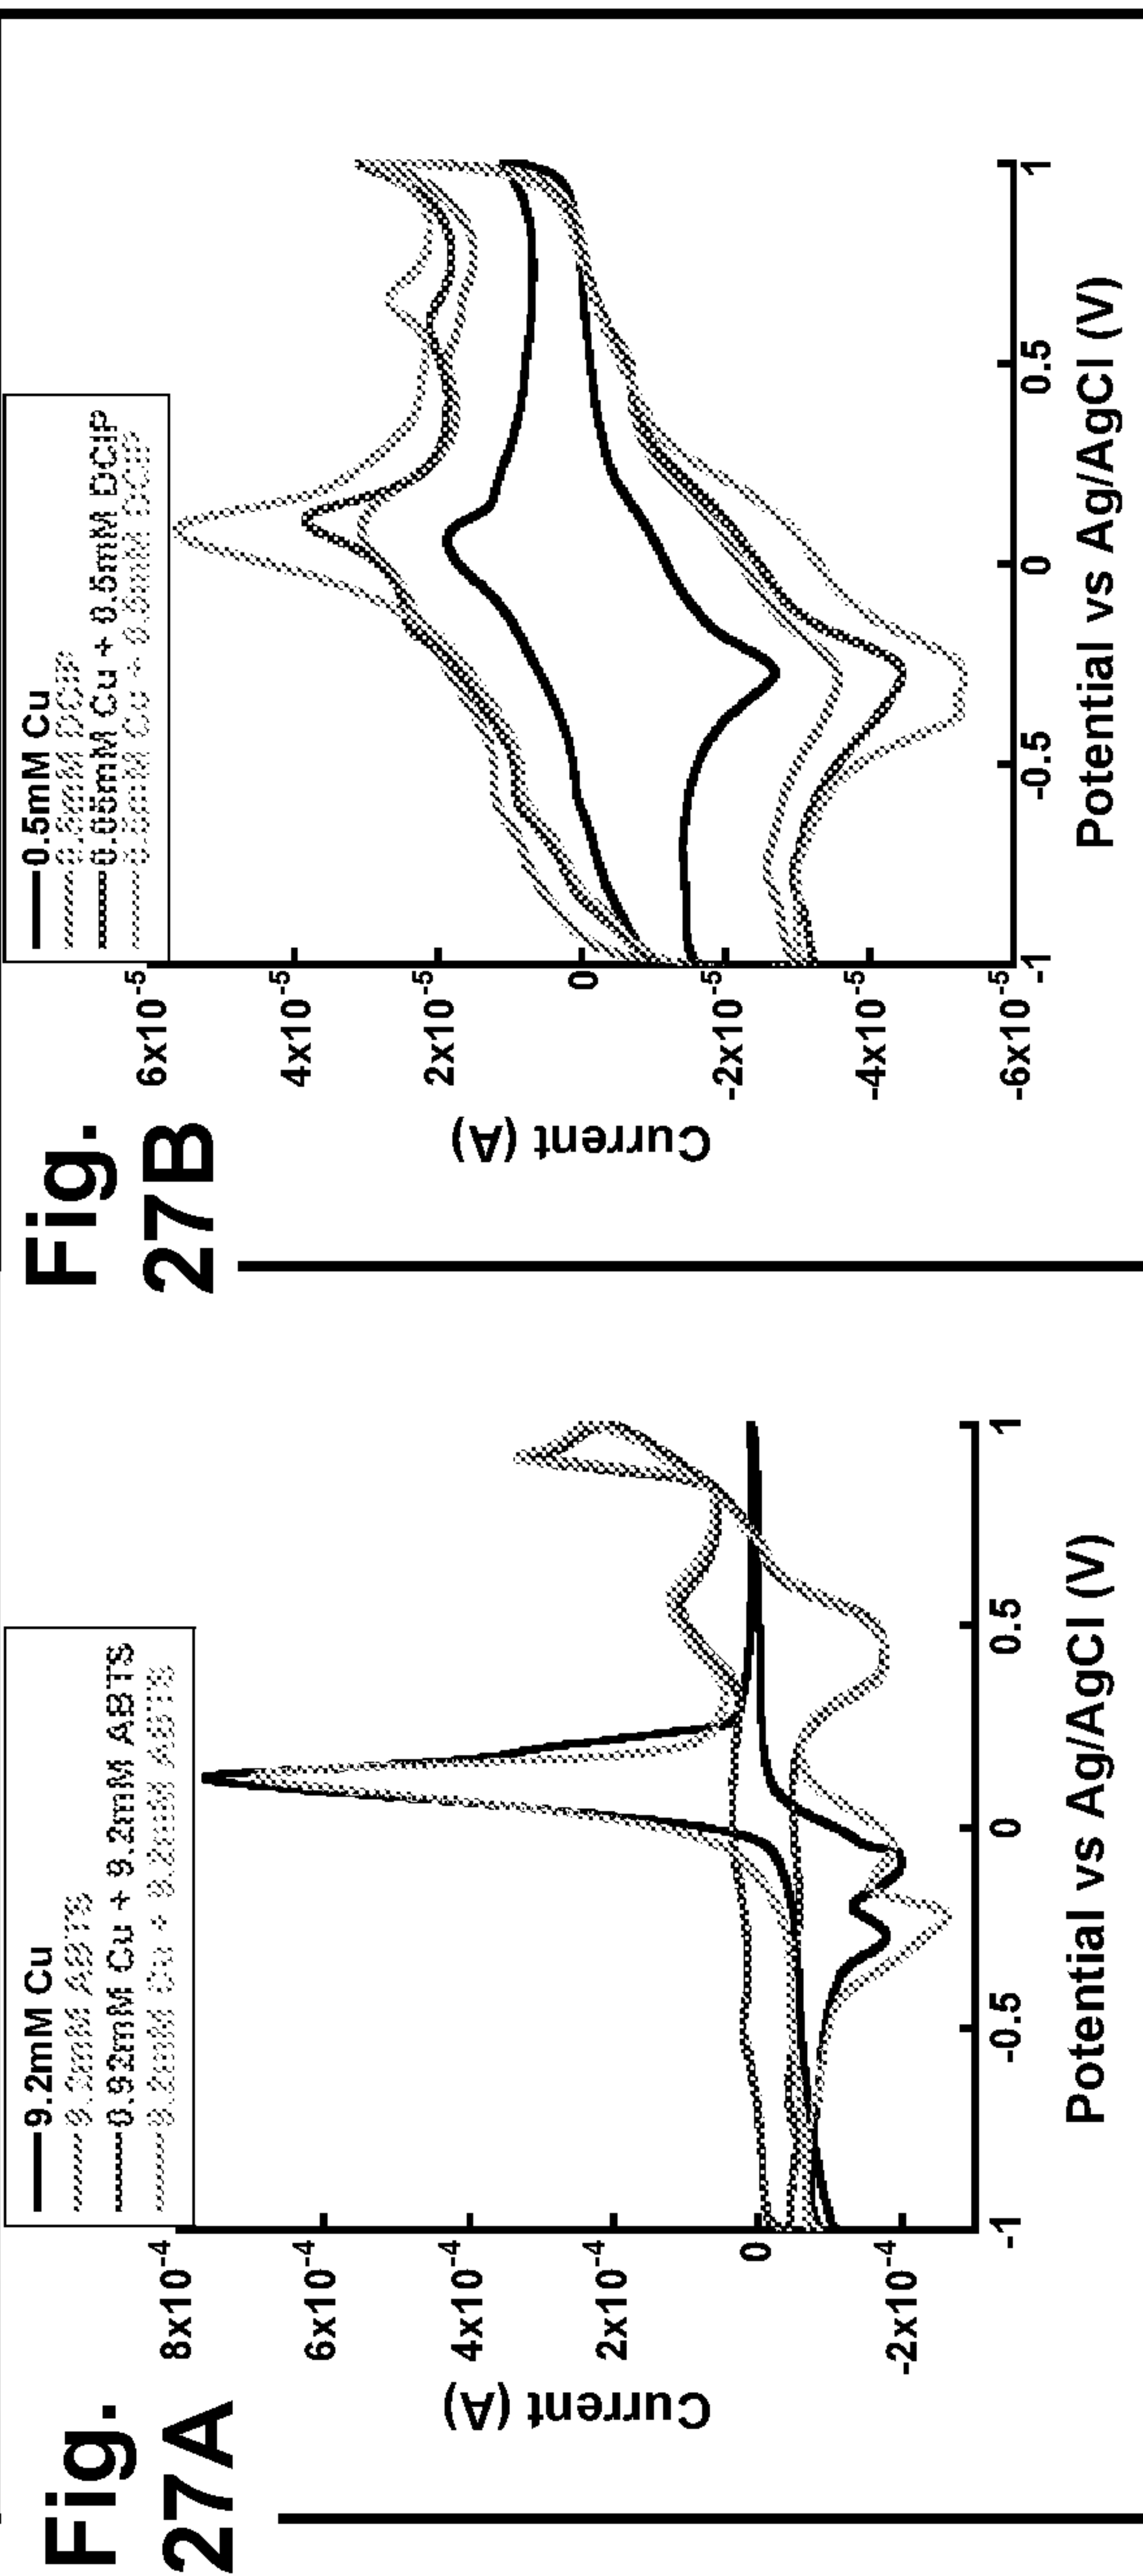 Fig.
27A
9.2mM Cu
9.2mM ABTS
0.92mM Cu + 9.2mM ABTS
9.2mM Cu + 9.2mM ABTS
8x10-4
6x10-4
4x10-4
2x10-4
0
-2x10-4
Current (A)
-1
-0.5
0
0.5
1
Potential vs Ag/AgCl (V)
Fig.
27B
0.5mM Cu
0.5mM DCIP
0.05mM Cu + 0.5mM DCIP
0.5mM Cu + 0.5mM DCIP
6x10-5
4x10-5
2x10-5
0
-2x10-5
-4x10-5
-6x10-5
Current (A)
-1
-0.5
0
0.5
1
Potential vs Ag/AgCl (V)